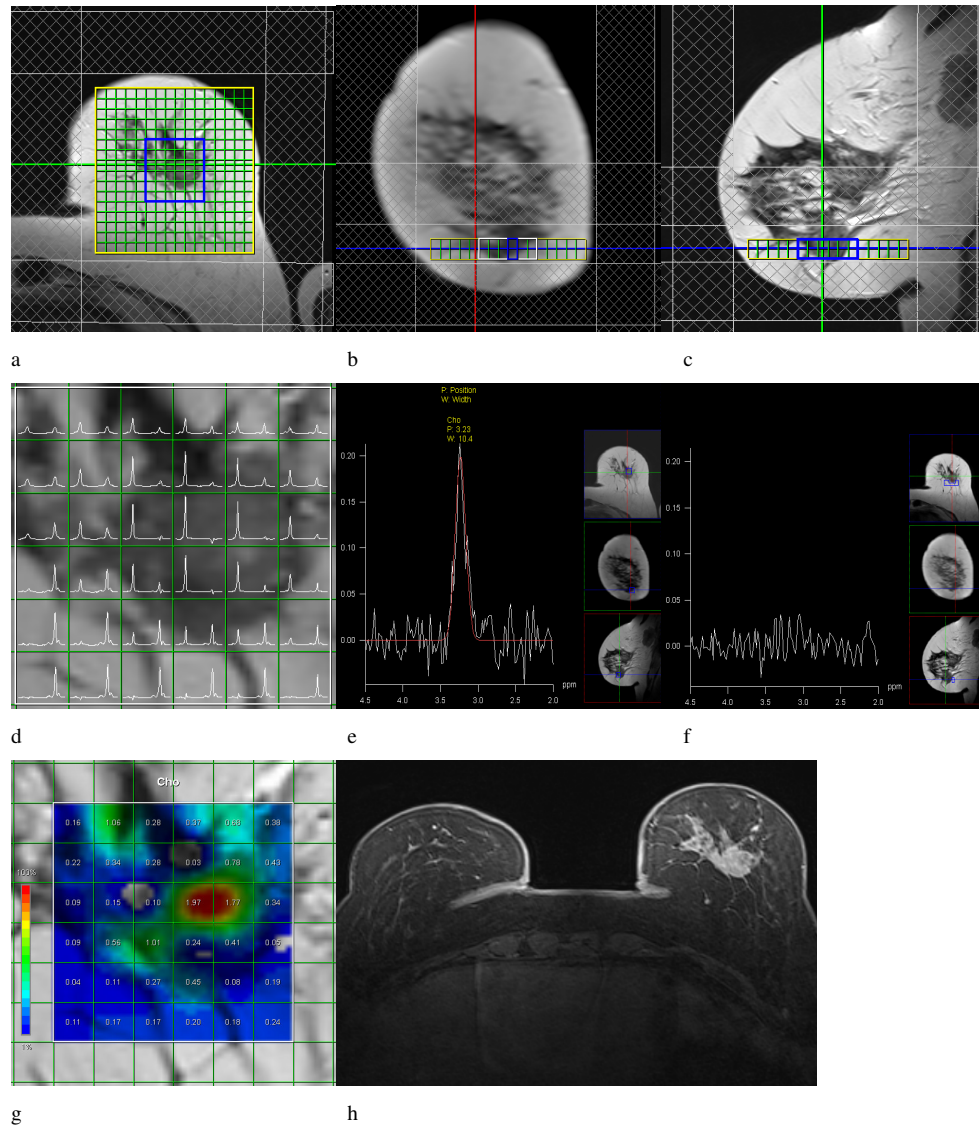 a
b
c
P: Position
W: Width
Cho
P: 3.23
W: 10.4
0.20
0.15
0.10
0.05
0.00
4.5 4.0 3.5 3.0 2.5 2.0 ppm
0.20
0.15
0.10
0.05
0.00
4.5 4.0 3.5 3.0 2.5 2.0 ppm
d
e
f
Cho
0.16 1.06 0.28 0.37 0.68 0.38
0.22 0.34 0.28 0.03 0.78 0.43
100%
0.09 0.15 0.10 1.97 1.77 0.34
0.09 0.56 1.01 0.24 0.41 0.05
0.04 0.11 0.27 0.45 0.08 0.19
0.11 0.17 0.17 0.20 0.18 0.24
1%
g
h